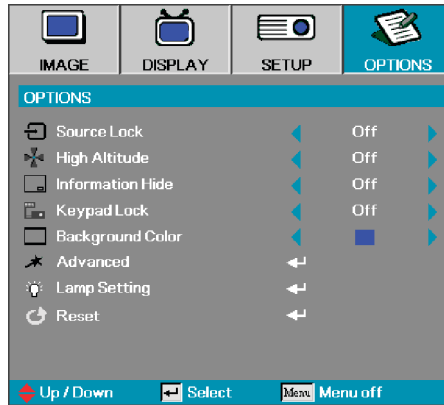 IMAGE DISPLAY SETUP OPTIONS
OPTIONS
Source Lock Off
High Altitude Off
Information Hide Off
Keypad Lock Off
Background Color
Advanced
Lamp Setting
Reset
Up / Down Select Menu Menu off